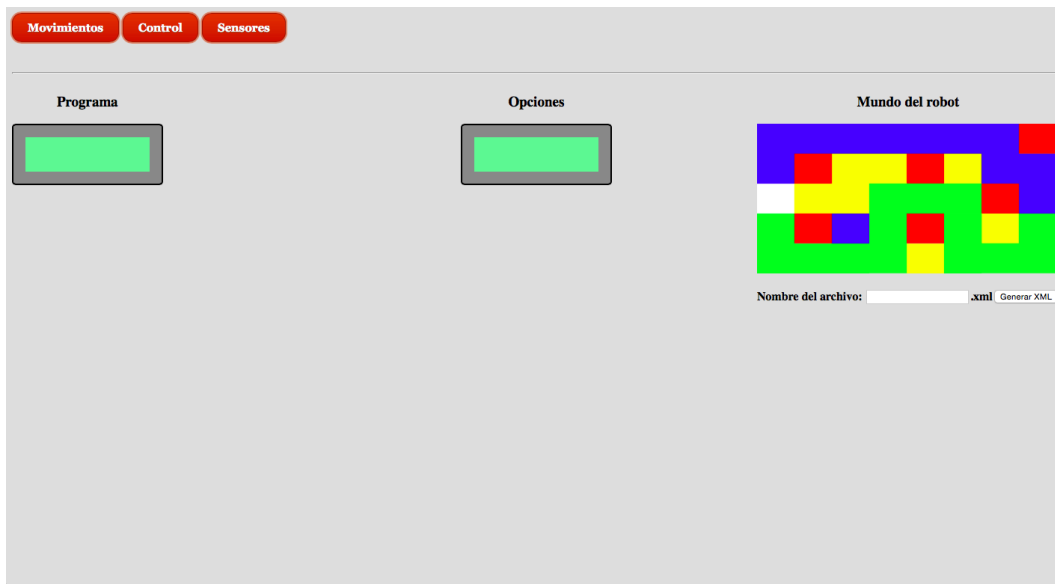 Movimientos Control Sensores
Programa Opciones Mundo del robot
Nombre del archivo: .xml Generar XML